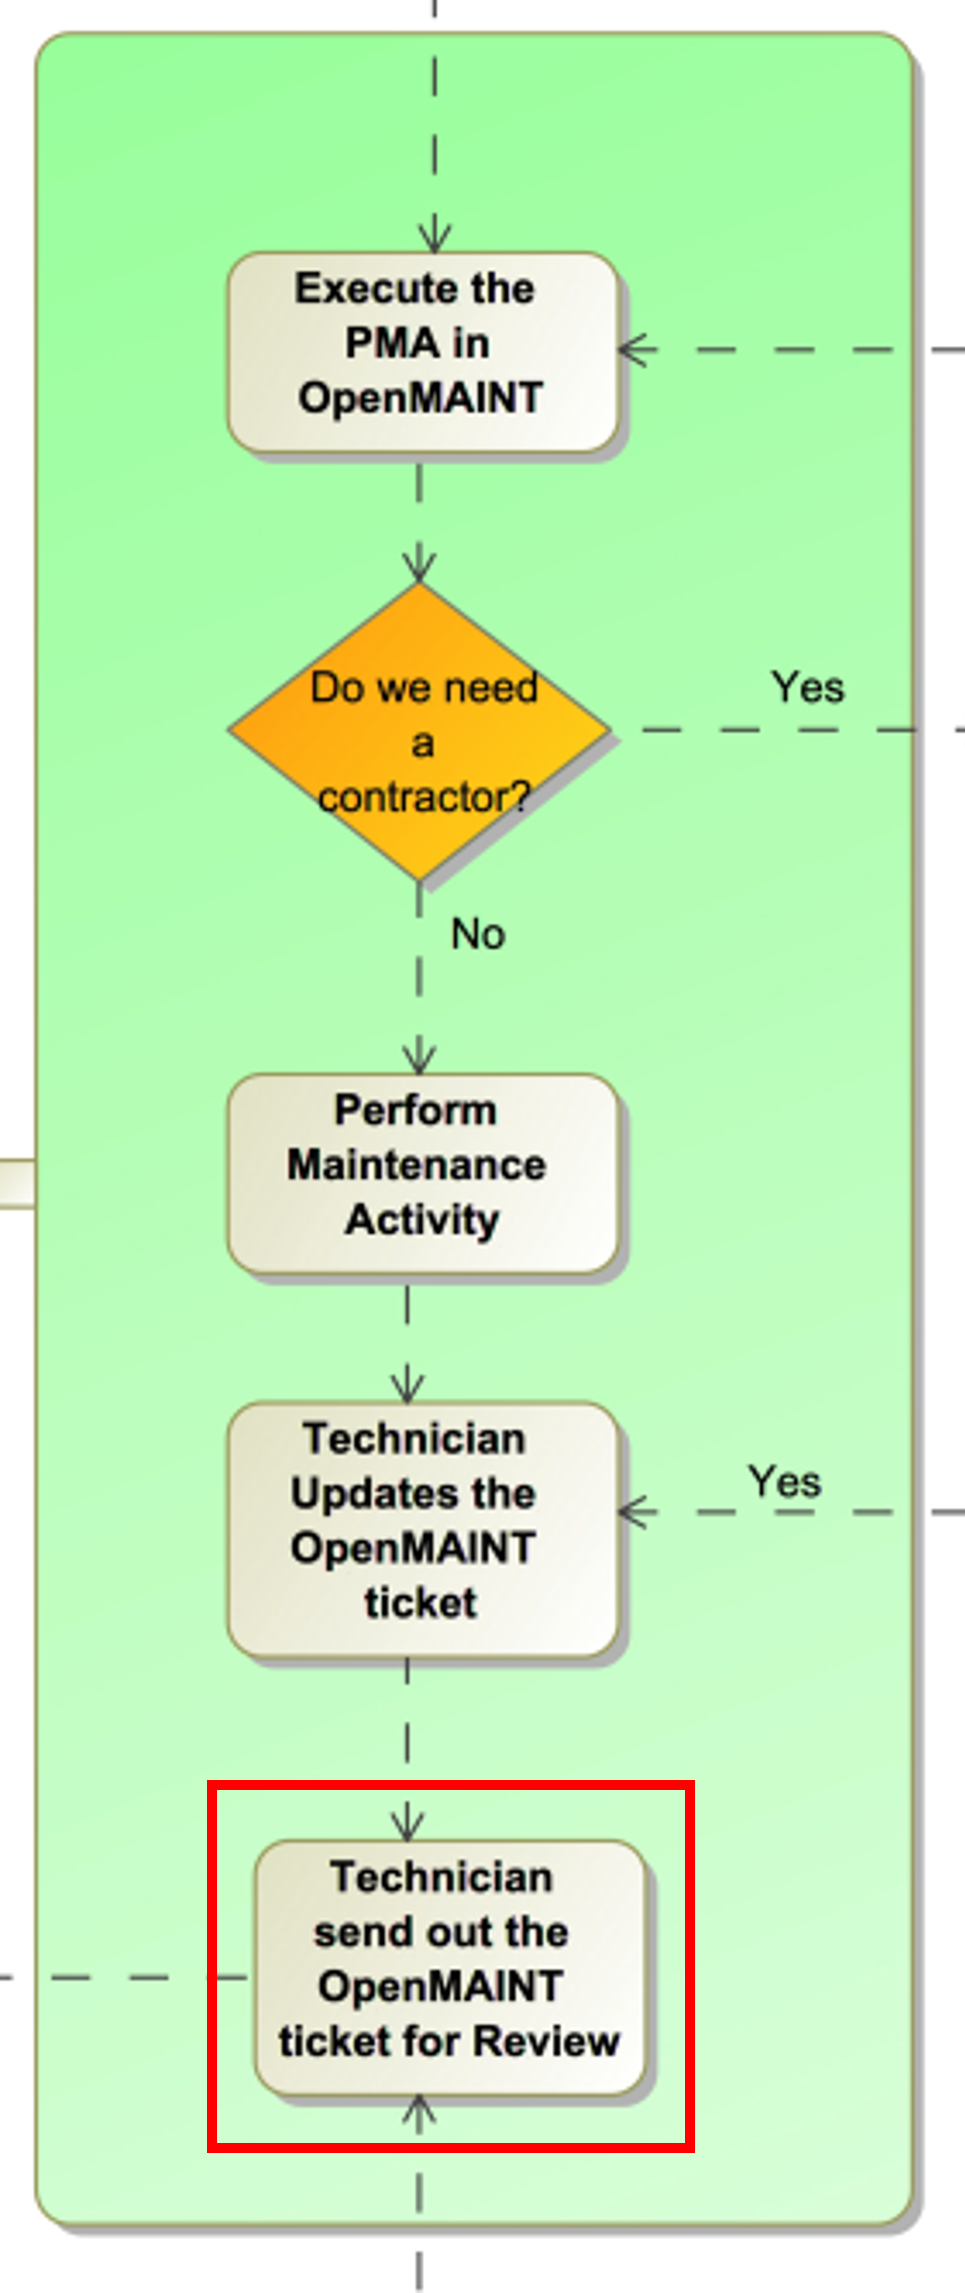 Execute the
PMA in
OpenMAINT
Do we need
a
contractor?
Yes
No
Perform
Maintenance
Activity
Technician
Updates the
OpenMAINT
ticket
Yes
Technician
send out the
OpenMAINT
ticket for Review